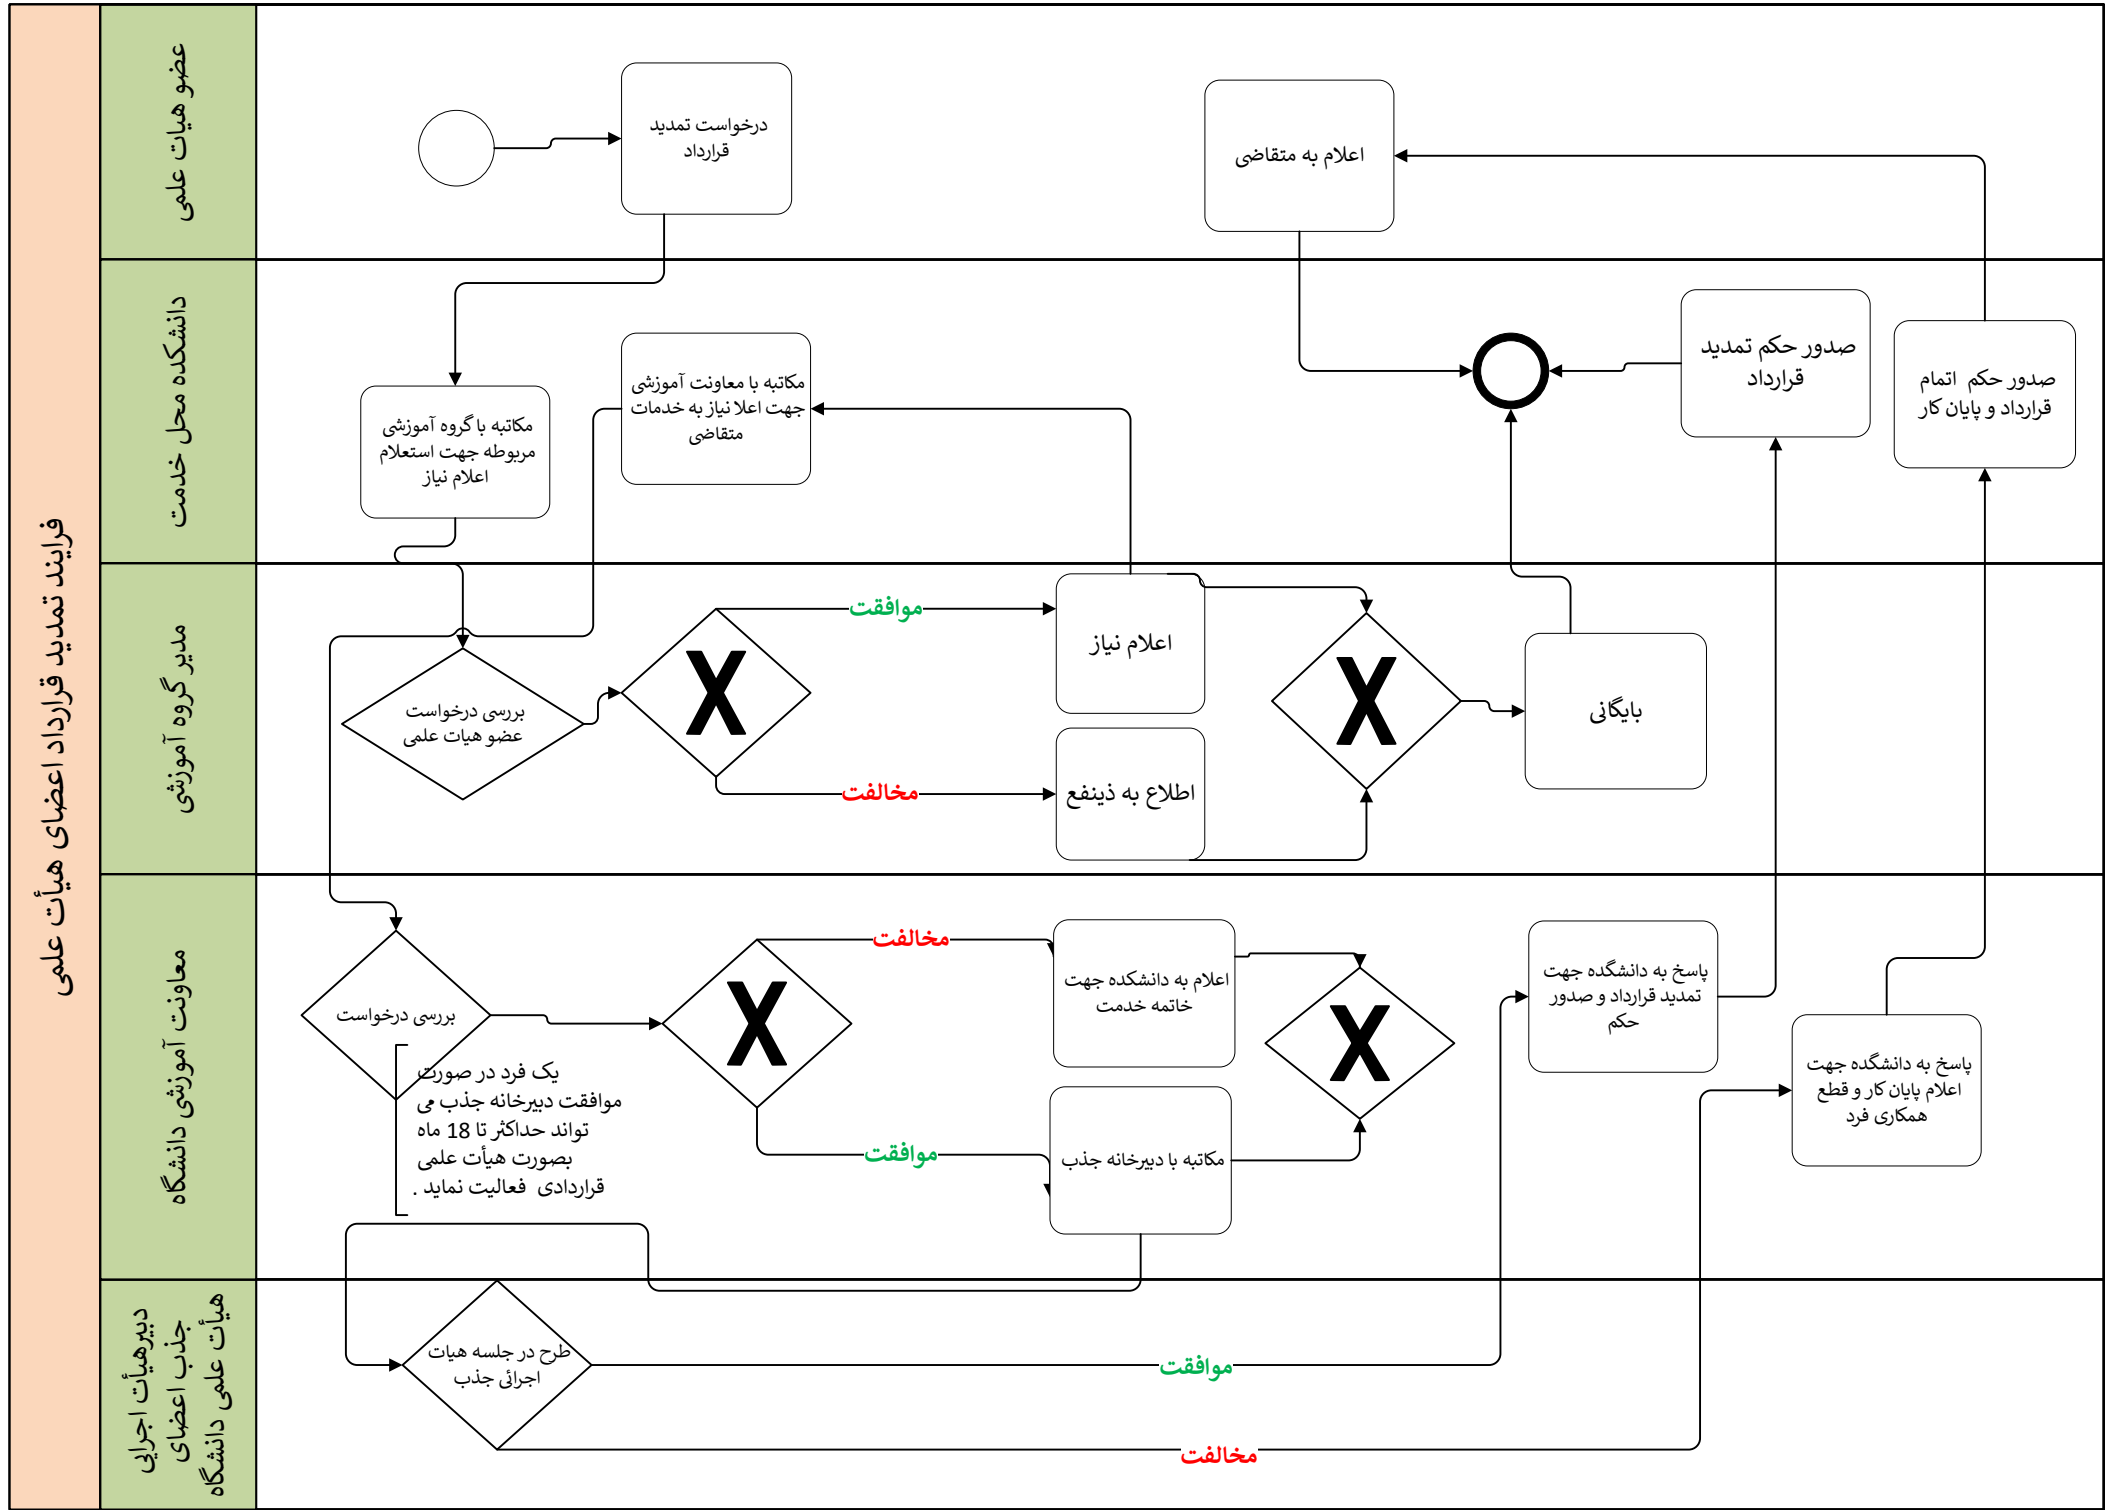 فرایند تمدید قرارداد اعضای هیأت علمی
عضو هیات علمی
درخواست تمدید
قرارداد
اعلام به متقاضی
دانشکده محل خدمت
مکاتبه با گروه آموزشی
مربوطه جهت استعلام
اعلام نیاز
مکاتبه با معاونت آموزشی
جهت اعلا نیاز به خدمات
متقاضی
صدور حکم تمدید
قرارداد
صدور حکم اتمام
قرارداد و پایان کار
مدیر گروه آموزشی
بررسی درخواست
عضو هیات علمی
X
موافقت
مخالفت
اعلام نیاز
اطلاع به ذینفع
X
بایگانی
معاونت آموزشی دانشگاه
بررسی درخواست
یک فرد در صورت
موافقت دبیرخانه جذب می
تواند حداکثر تا 18 ماه
بصورت هیأت علمی
قراردادی فعالیت نماید .
X
مخالفت
موافقت
اعلام به دانشکده جهت
خاتمه خدمت
مکاتبه با دبیرخانه جذب
X
پاسخ به دانشگده جهت
تمدید قرارداد و صدور
حکم
پاسخ به دانشگده جهت
اعلام پایان کار و قطع
همکاری فرد
دبیرهیأت اجرایی
جذب اعضای
هیأت علمی دانشگاه
طرح در جلسه هیات
اجرائی جذب
موافقت
مخالفت